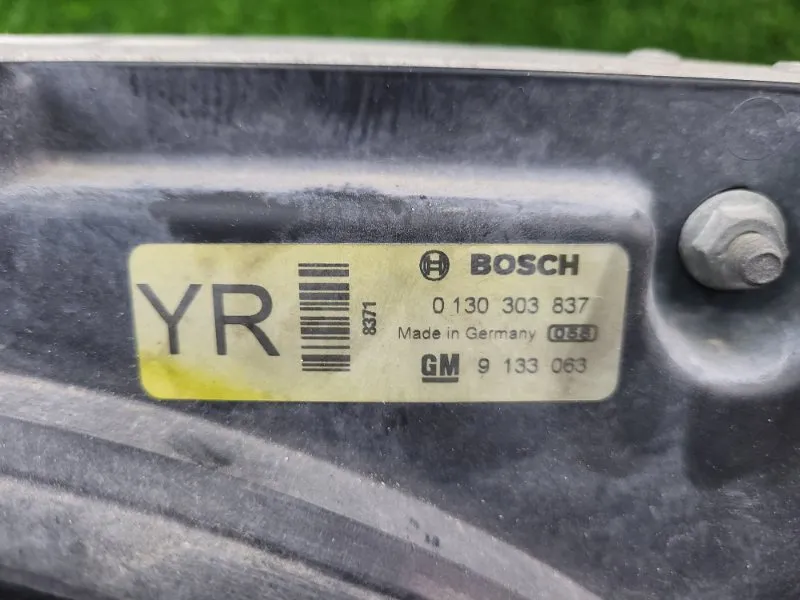 YR
8371
BOSCH
0 130 303 837
Made in Germany
GM 9 133 063